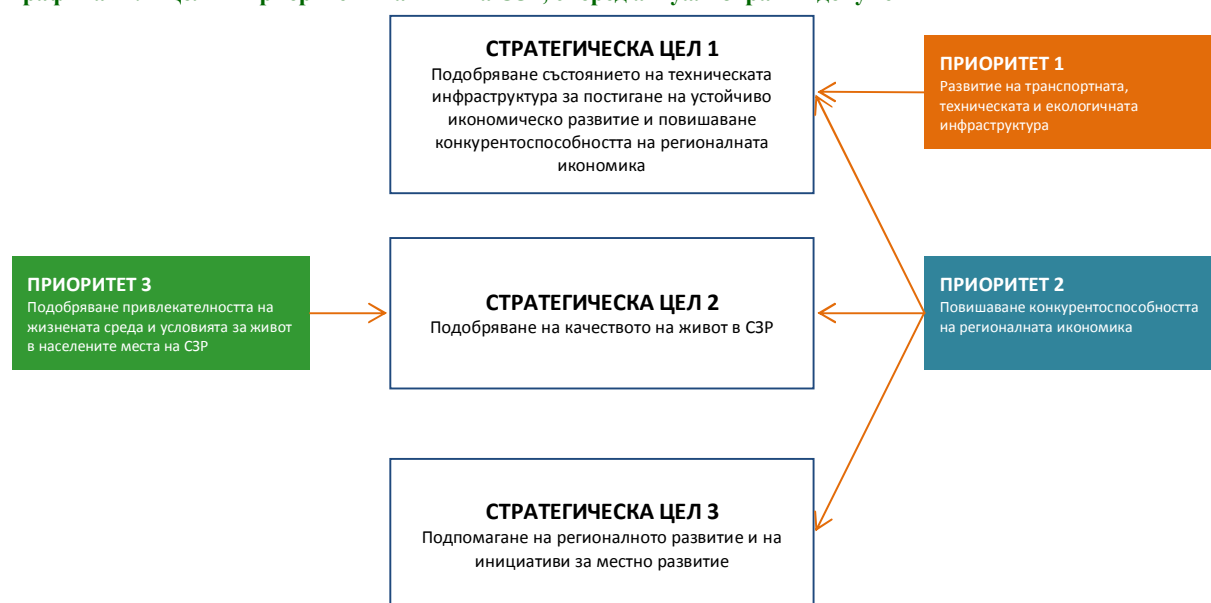 СТРАТЕГИЧЕСКА ЦЕЛ 1
Подобряване състоянието на техническата
инфраструктура за постигане на устойчиво
икономическо развитие и повишаване
конкурентоспособността на регионалната
икономика
ПРИОРИТЕТ 1
Развитие на транспортната,
техническата и екологичната
инфраструктура
ПРИОРИТЕТ 3
Подобряване привлекателността на
жизнената среда и условията за живот
в населените места на СЗР
СТРАТЕГИЧЕСКА ЦЕЛ 2
Подобряване на качеството на живот в СЗР
ПРИОРИТЕТ 2
Повишаване конкурентоспособността
на регионалната икономика
СТРАТЕГИЧЕСКА ЦЕЛ 3
Подпомагане на регионалното развитие и на
инициативи за местно развитие